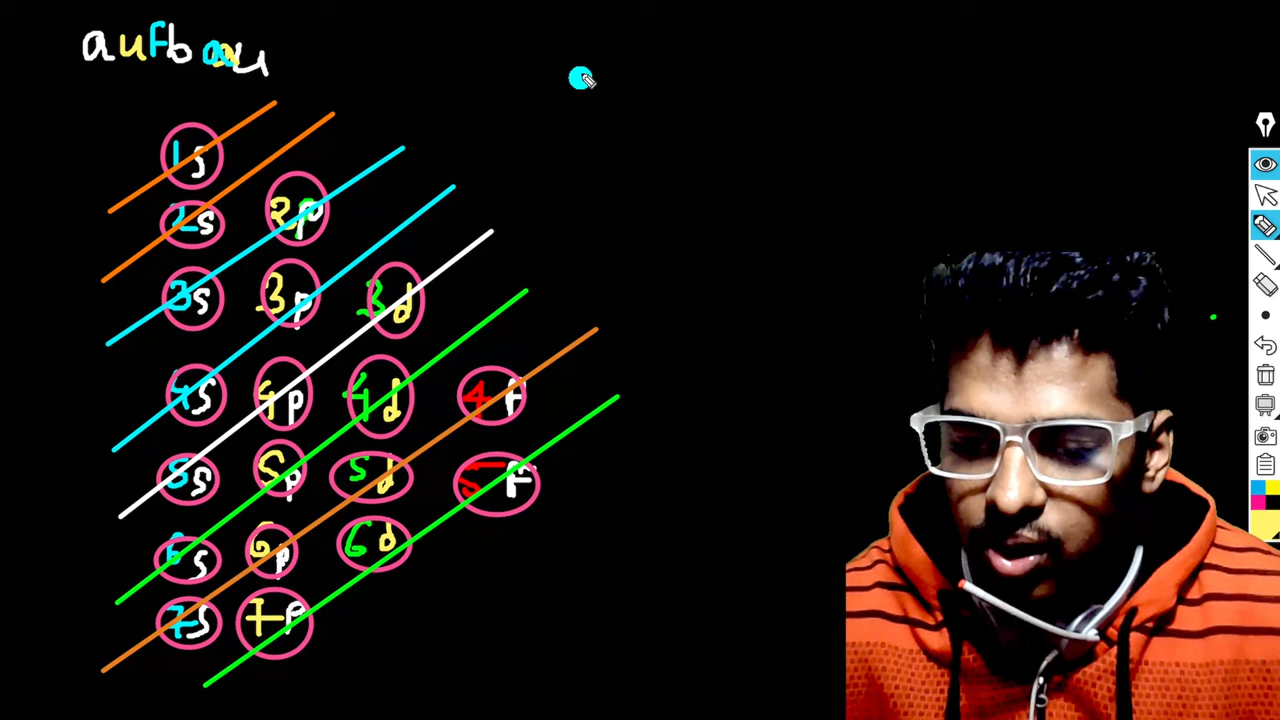 aufbau
1s
2s 2p
3s 3p 3d
4s 4p 4d 4f
5s 5p 5d 5f
6s 6p 6d
7s 7p